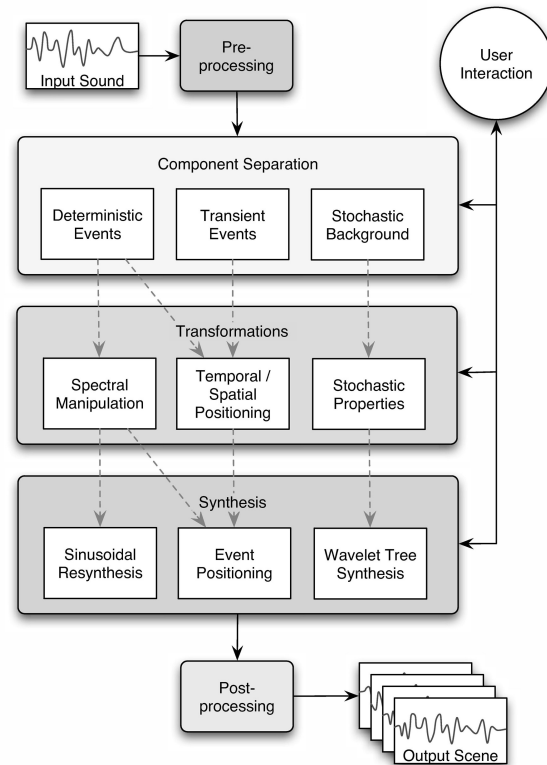 Input Sound
Pre-
processing
User
Interaction
Component Separation
Deterministic
Events
Transient
Events
Stochastic
Background
Transformations
Spectral
Manipulation
Temporal /
Spatial
Positioning
Stochastic
Properties
Synthesis
Sinusoidal
Resynthesis
Event
Positioning
Wavelet Tree
Synthesis
Post-
processing
Output Scene